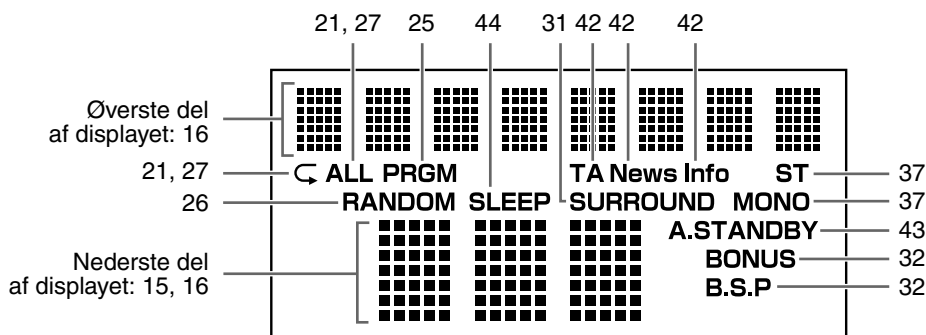 21, 27 25 44 31 42 42 42
Øverste del
af displayet: 16
21, 27 ALL PRGM TA News Info ST 37
26 RANDOM SLEEP SURROUND MONO 37
A.STANDBY 43
Nederste del
af displayet: 15, 16
BONUS 32
B.S.P 32